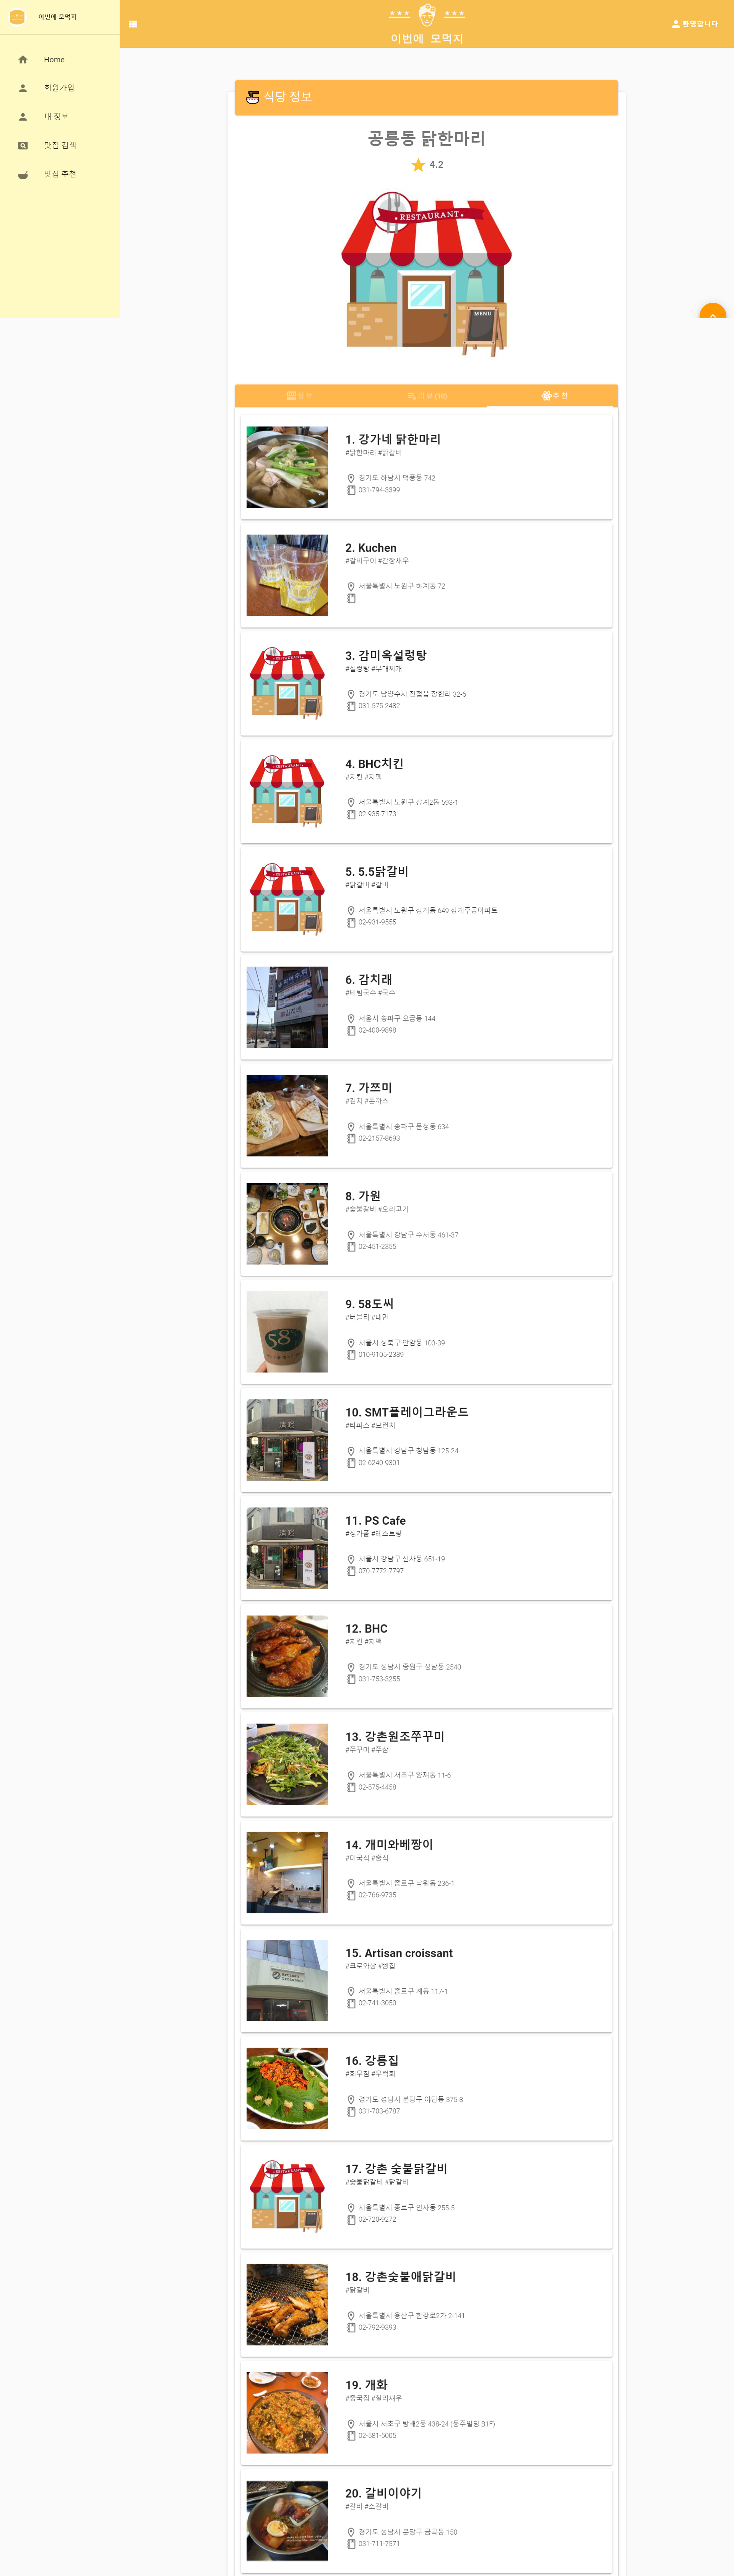 이번에 모먹지
Home
회원가입
내 정보
맛집 검색
맛집 추천
이번에 모먹지
환영합니다
식당 정보
공릉동 닭한마리
4.2
RESTAURANT
MENU
정보
리뷰 (19)
추천
1. 강가네 닭한마리
#닭한마리 #닭갈비
경기도 하남시 덕풍동 742
031-794-3399
2. Kuchen
#갈비구이 #간장새우
서울특별시 노원구 하계동 72
3. 감미옥설렁탕
#설렁탕 #부대찌개
경기도 남양주시 진접읍 장현리 32-6
031-575-2482
4. BHC치킨
#치킨 #치맥
서울특별시 노원구 상계2동 593-1
02-935-7173
5. 5.5닭갈비
#닭갈비 #갈비
서울특별시 노원구 상계동 649 상계주공아파트
02-931-9555
6. 감치래
#비빔국수 #국수
서울시 송파구 오금동 144
02-400-9898
7. 가쯔미
#김치 #돈까스
서울특별시 송파구 문정동 634
02-2157-8693
8. 가원
#숯불갈비 #오리고기
서울특별시 강남구 수서동 461-37
02-451-2355
9. 58도씨
#버블티 #대만
서울시 성북구 안암동 103-39
010-9105-2389
10. SMT플레이그라운드
#타파스 #브런치
서울특별시 강남구 청담동 125-24
02-6240-9301
11. PS Cafe
#싱가폴 #레스토랑
서울시 강남구 신사동 651-19
070-7772-7797
12. BHC
#치킨 #치맥
경기도 성남시 중원구 성남동 2540
031-753-3255
13. 강촌원조쭈꾸미
#쭈꾸미 #쭈삼
서울특별시 서초구 양재동 11-6
02-575-4458
14. 개미와베짱이
#미국식 #중식
서울특별시 종로구 낙원동 236-1
02-766-9735
15. Artisan croissant
#크로와상 #빵집
서울특별시 종로구 계동 117-1
02-741-3050
16. 강릉집
#회무침 #우럭회
경기도 성남시 분당구 야탑동 375-8
031-703-6787
17. 강촌 숯불닭갈비
#숯불닭갈비 #닭갈비
서울특별시 종로구 인사동 255-5
02-720-9272
18. 강촌숯불애닭갈비
#닭갈비
서울특별시 용산구 한강로2가 2-141
02-792-9393
19. 개화
#중국집 #칠리새우
서울시 서초구 방배2동 438-24 (동주빌딩 B1F)
02-581-5005
20. 갈비이야기
#갈비 #소갈비
경기도 성남시 분당구 금곡동 150
031-711-7571